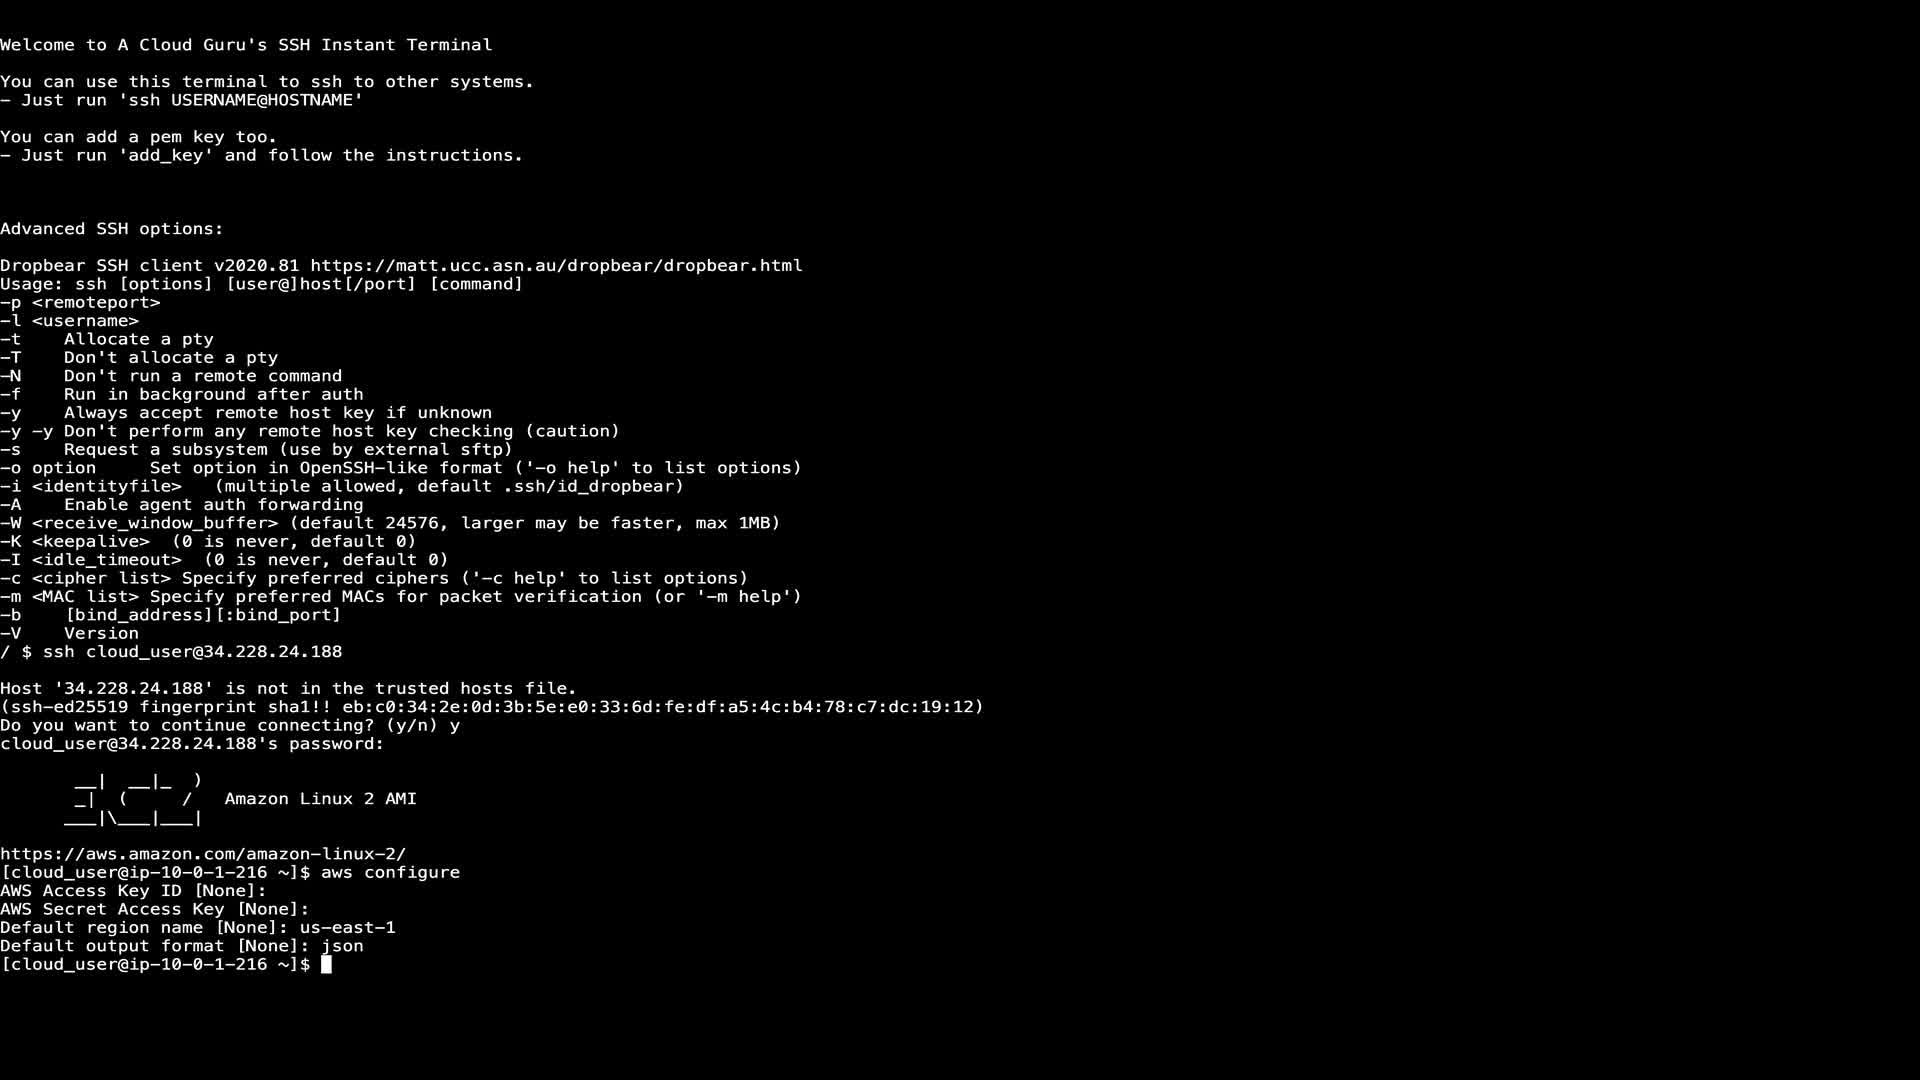 Welcome to A Cloud Guru's SSH Instant Terminal
You can use this terminal to ssh to other systems.
- Just run 'ssh USERNAME@HOSTNAME'
You can add a pem key too.
- Just run 'add_key' and follow the instructions.
Advanced SSH options:
Dropbear SSH client v2020.81 https://matt.ucc.asn.au/dropbear/dropbear.html
Usage: ssh [options] [user@]host[/port] [command]
-p <remoteport>
-l <username>
-t    Allocate a pty
-T    Don't allocate a pty
-N    Don't run a remote command
-f    Run in background after auth
-y    Always accept remote host key if unknown
-y -y Don't perform any remote host key checking (caution)
-s    Request a subsystem (use by external sftp)
-o option     Set option in OpenSSH-like format ('-o help' to list options)
-i <identityfile>   (multiple allowed, default .ssh/id_dropbear)
-A    Enable agent auth forwarding
-W <receive_window_buffer> (default 24576, larger may be faster, max 1MB)
-K <keepalive>  (0 is never, default 0)
-I <idle_timeout>  (0 is never, default 0)
-c <cipher list> Specify preferred ciphers ('-c help' to list options)
-m <MAC list> Specify preferred MACs for packet verification (or '-m help')
-b    [bind_address][:bind_port]
-V    Version
/ $ ssh cloud_user@34.228.24.188
Host '34.228.24.188' is not in the trusted hosts file.
(ssh-ed25519 fingerprint sha1!! eb:c0:34:2e:0d:3b:5e:e0:33:6d:fe:df:a5:4c:b4:78:c7:dc:19:12)
Do you want to continue connecting? (y/n) y
cloud_user@34.228.24.188's password:
       __|  __|_  )
       _|  (     /   Amazon Linux 2 AMI
      ___|\___|___|
https://aws.amazon.com/amazon-linux-2/
[cloud_user@ip-10-0-1-216 ~]$ aws configure
AWS Access Key ID [None]:
AWS Secret Access Key [None]:
Default region name [None]: us-east-1
Default output format [None]: json
[cloud_user@ip-10-0-1-216 ~]$